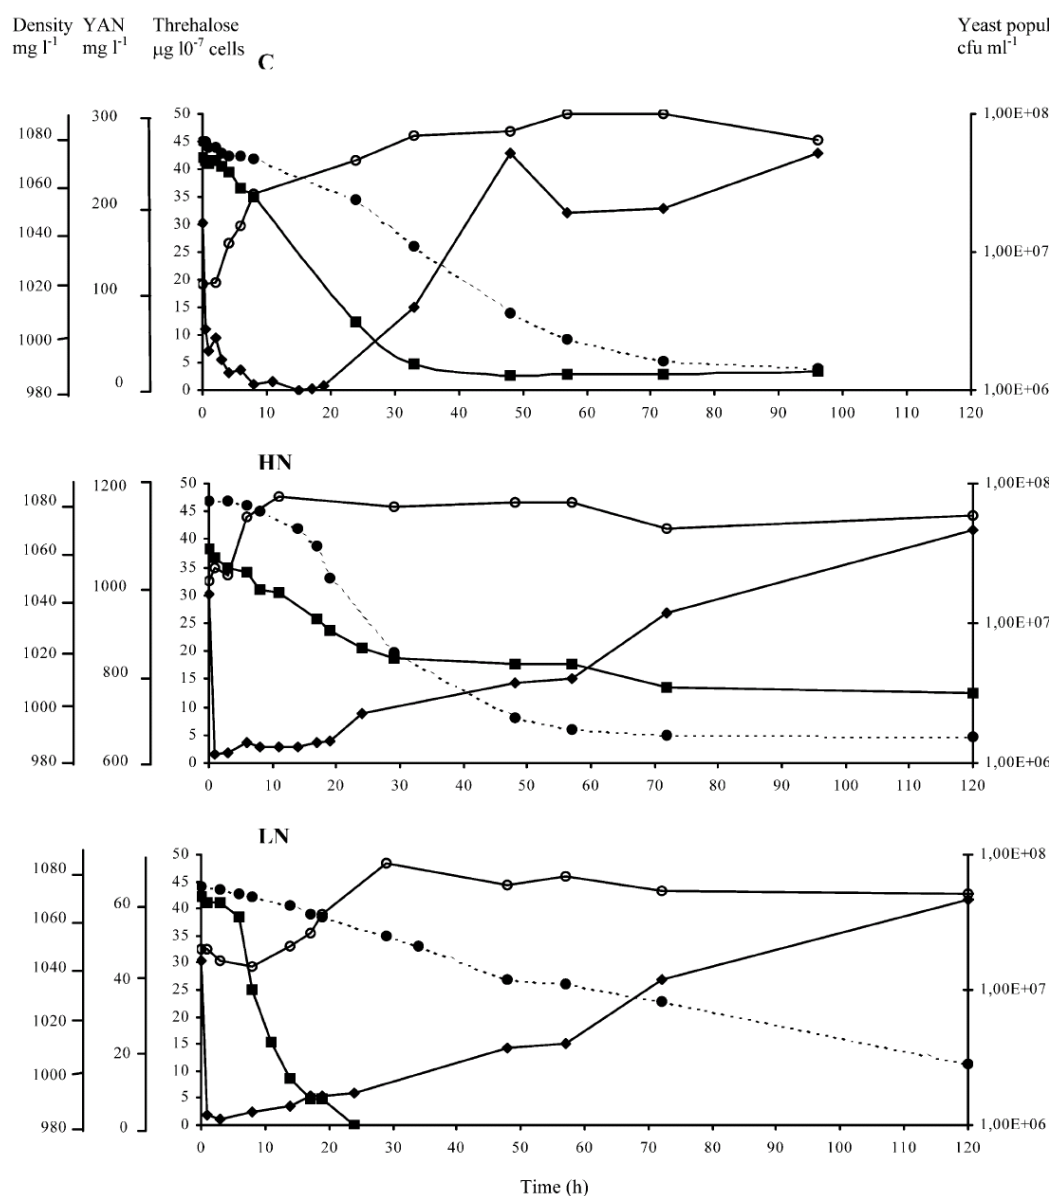 Density YAN Threhalose Yeast popul
mg l-1 mg l-1 µg l0-7 cells cfu ml-1
C
300 50 1,00E+08
1080 45
40
1060 35
200
1040 30
25 1,00E+07
1020 20
100
15
1000 10
5
0
980 0 1,00E+06
0 10 20 30 40 50 60 70 80 90 100 110 120
HN
1200 50 1,00E+08
1080 45
40
1060 35
1000
1040 30
25 1,00E+07
1020 20
800
15
1000 10
5
980 600 0 1,00E+06
0 10 20 30 40 50 60 70 80 90 100 110 120
LN
50 1,00E+08
1080 45
60 40
1060 35
1040 30
40
25 1,00E+07
1020 20
20 15
1000 10
5
980 0 0 1,00E+06
0 10 20 30 40 50 60 70 80 90 100 110 120
Time (h)